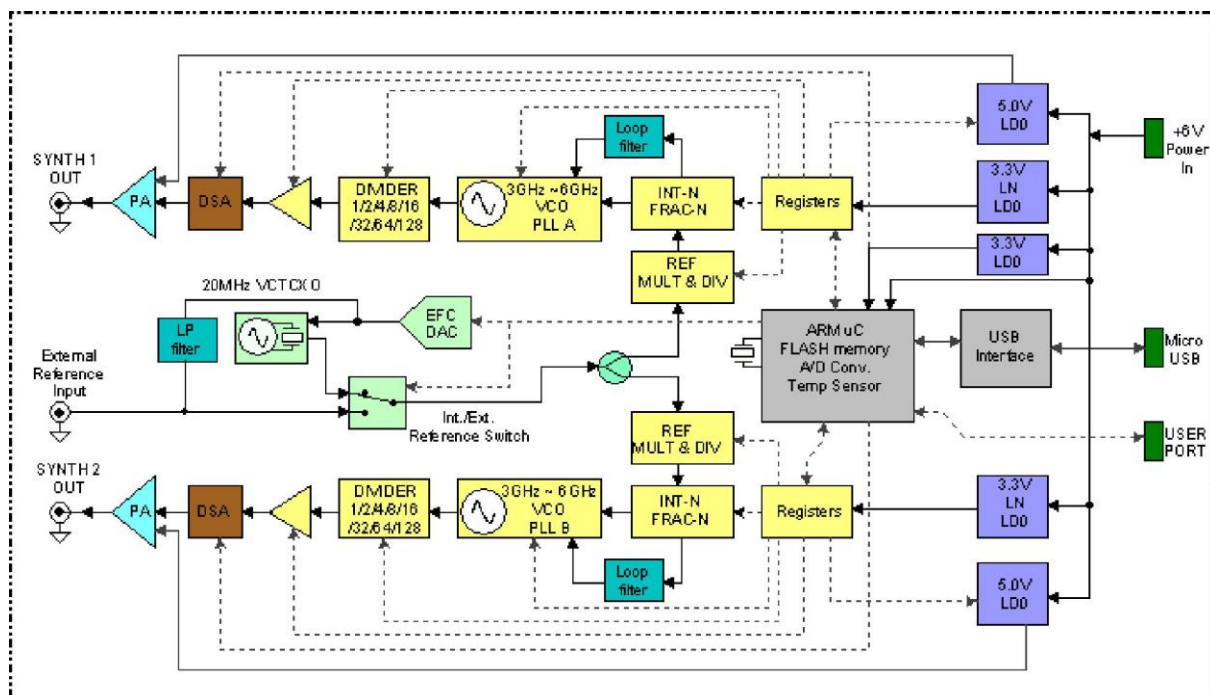 5.0V
LDO
+6V
Power
In
Loop
filter
SYNTH 1
OUT
PA
DSA
DIVIDER
1/2/4/8/16
/32/64/128
3GHz ~ 6GHz
VCO
PLL A
INT-N
FRAC-N
Registers
3.3V
LN
LDO
3.3V
LDO
REF
MULT & DIV
20MHz VCTCXO
LP
filter
EFC
DAC
ARM uC
FLASH memory
A/D Conv.
Temp Sensor
USB
Interface
Micro
USB
External
Reference
Input
Int./Ext.
Reference Switch
REF
MULT & DIV
USER
PORT
SYNTH 2
OUT
PA
DSA
DIVIDER
1/2/4/8/16
/32/64/128
3GHz ~ 6GHz
VCO
PLL B
INT-N
FRAC-N
Registers
3.3V
LN
LDO
Loop
filter
5.0V
LDO